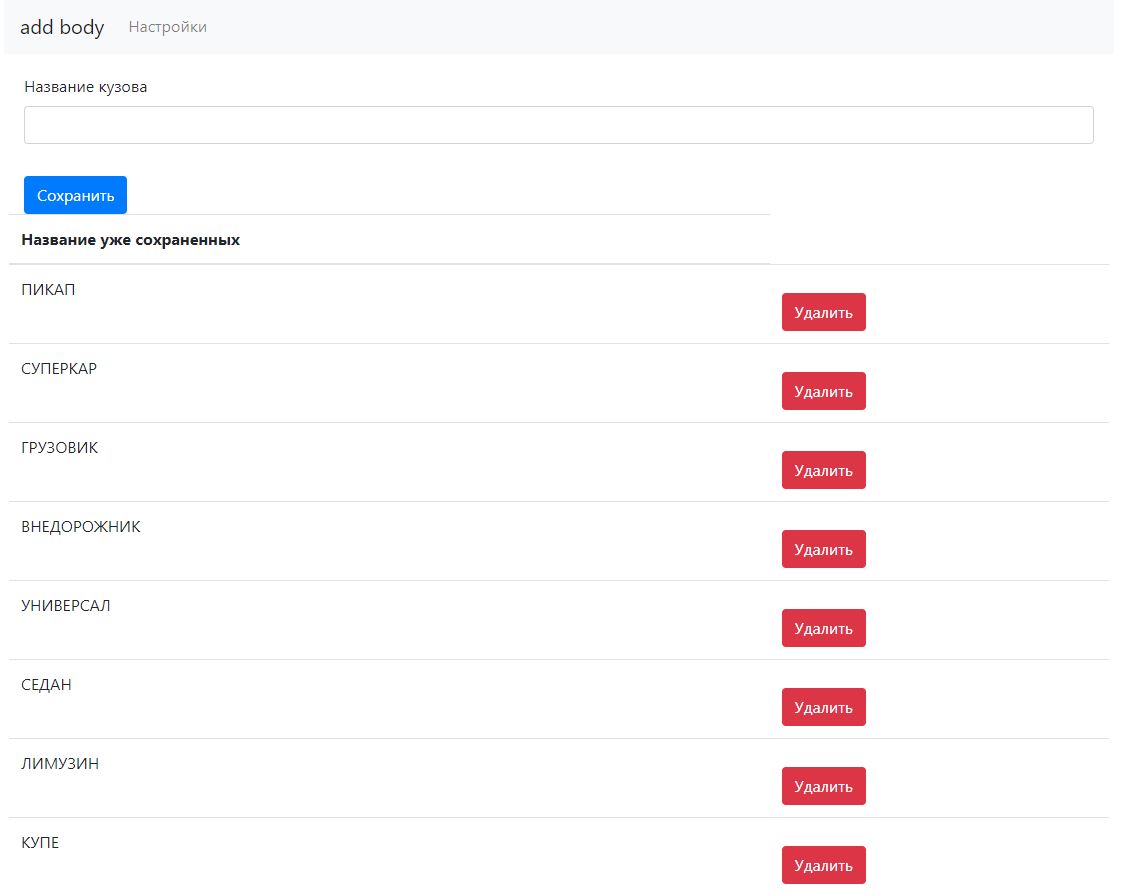 add body Настройки
Название кузова
Сохранить
Название уже сохраненных
ПИКАП
Удалить
СУПЕРКАР
Удалить
ГРУЗОВИК
Удалить
ВНЕДОРОЖНИК
Удалить
УНИВЕРСАЛ
Удалить
СЕДАН
Удалить
ЛИМУЗИН
Удалить
КУПЕ
Удалить